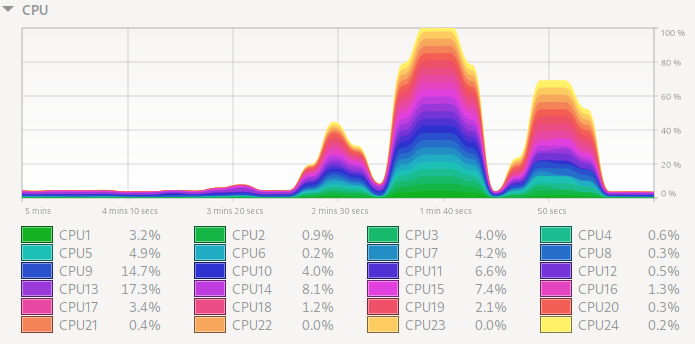 CPU
100 %
80 %
60 %
40 %
20 %
0 %
5 mins 4 mins 10 secs 3 mins 20 secs 2 mins 30 secs 1 min 40 secs 50 secs
CPU1 3.2% CPU2 0.9% CPU3 4.0% CPU4 0.6%
CPU5 4.9% CPU6 0.2% CPU7 4.2% CPU8 0.3%
CPU9 14.7% CPU10 4.0% CPU11 6.6% CPU12 0.5%
CPU13 17.3% CPU14 8.1% CPU15 7.4% CPU16 1.3%
CPU17 3.4% CPU18 1.2% CPU19 2.1% CPU20 0.3%
CPU21 0.4% CPU22 0.0% CPU23 0.0% CPU24 0.2%